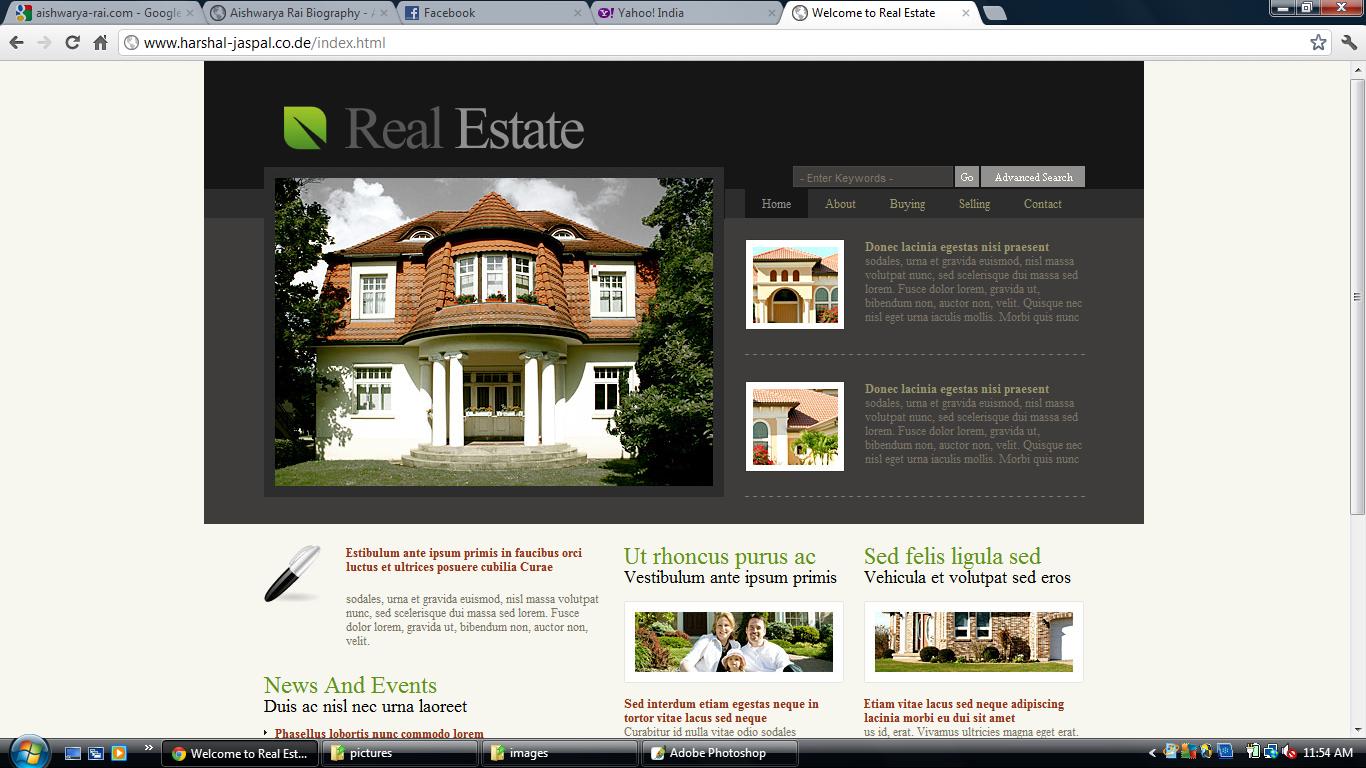 aishwarya-rai.com - Google
Aishwarya Rai Biography - A
Facebook
Yahoo! India
Welcome to Real Estate
www.harshal-jaspal.co.de/index.html
Real Estate
- Enter Keywords -
Go
Advanced Search
Home
About
Buying
Selling
Contact
Donec lacinia egestas nisi praesent
sodales, urna et gravida euismod, nisl massa
volutpat nunc, sed scelerisque dui massa sed
lorem. Fusce dolor lorem, gravida ut,
bibendum non, auctor non, velit. Quisque nec
nisl eget urna iaculis mollis. Morbi quis nunc
Donec lacinia egestas nisi praesent
sodales, urna et gravida euismod, nisl massa
volutpat nunc, sed scelerisque dui massa sed
lorem. Fusce dolor lorem, gravida ut,
bibendum non, auctor non, velit. Quisque nec
nisl eget urna iaculis mollis. Morbi quis nunc
Estibulum ante ipsum primis in faucibus orci
luctus et ultrices posuere cubilia Curae
sodales, urna et gravida euismod, nisl massa volutpat
nunc, sed scelerisque dui massa sed lorem. Fusce
dolor lorem, gravida ut, bibendum non, auctor non,
velit.
News And Events
Duis ac nisl nec urna laoreet
Phasellus lobortis nunc commodo lorem
Ut rhoncus purus ac
Vestibulum ante ipsum primis
Sed interdum etiam egestas neque in
tortor vitae lacus sed neque
Curabitur id nulla vitae odio sodales
Sed felis ligula sed
Vehicula et volutpat sed eros
Etiam vitae lacus sed neque adipiscing
lacinia morbi eu dui sit amet
us id, erat. Vivamus ultricies magna eget erat.
Welcome to Real Est...
pictures
images
Adobe Photoshop
11:54 AM